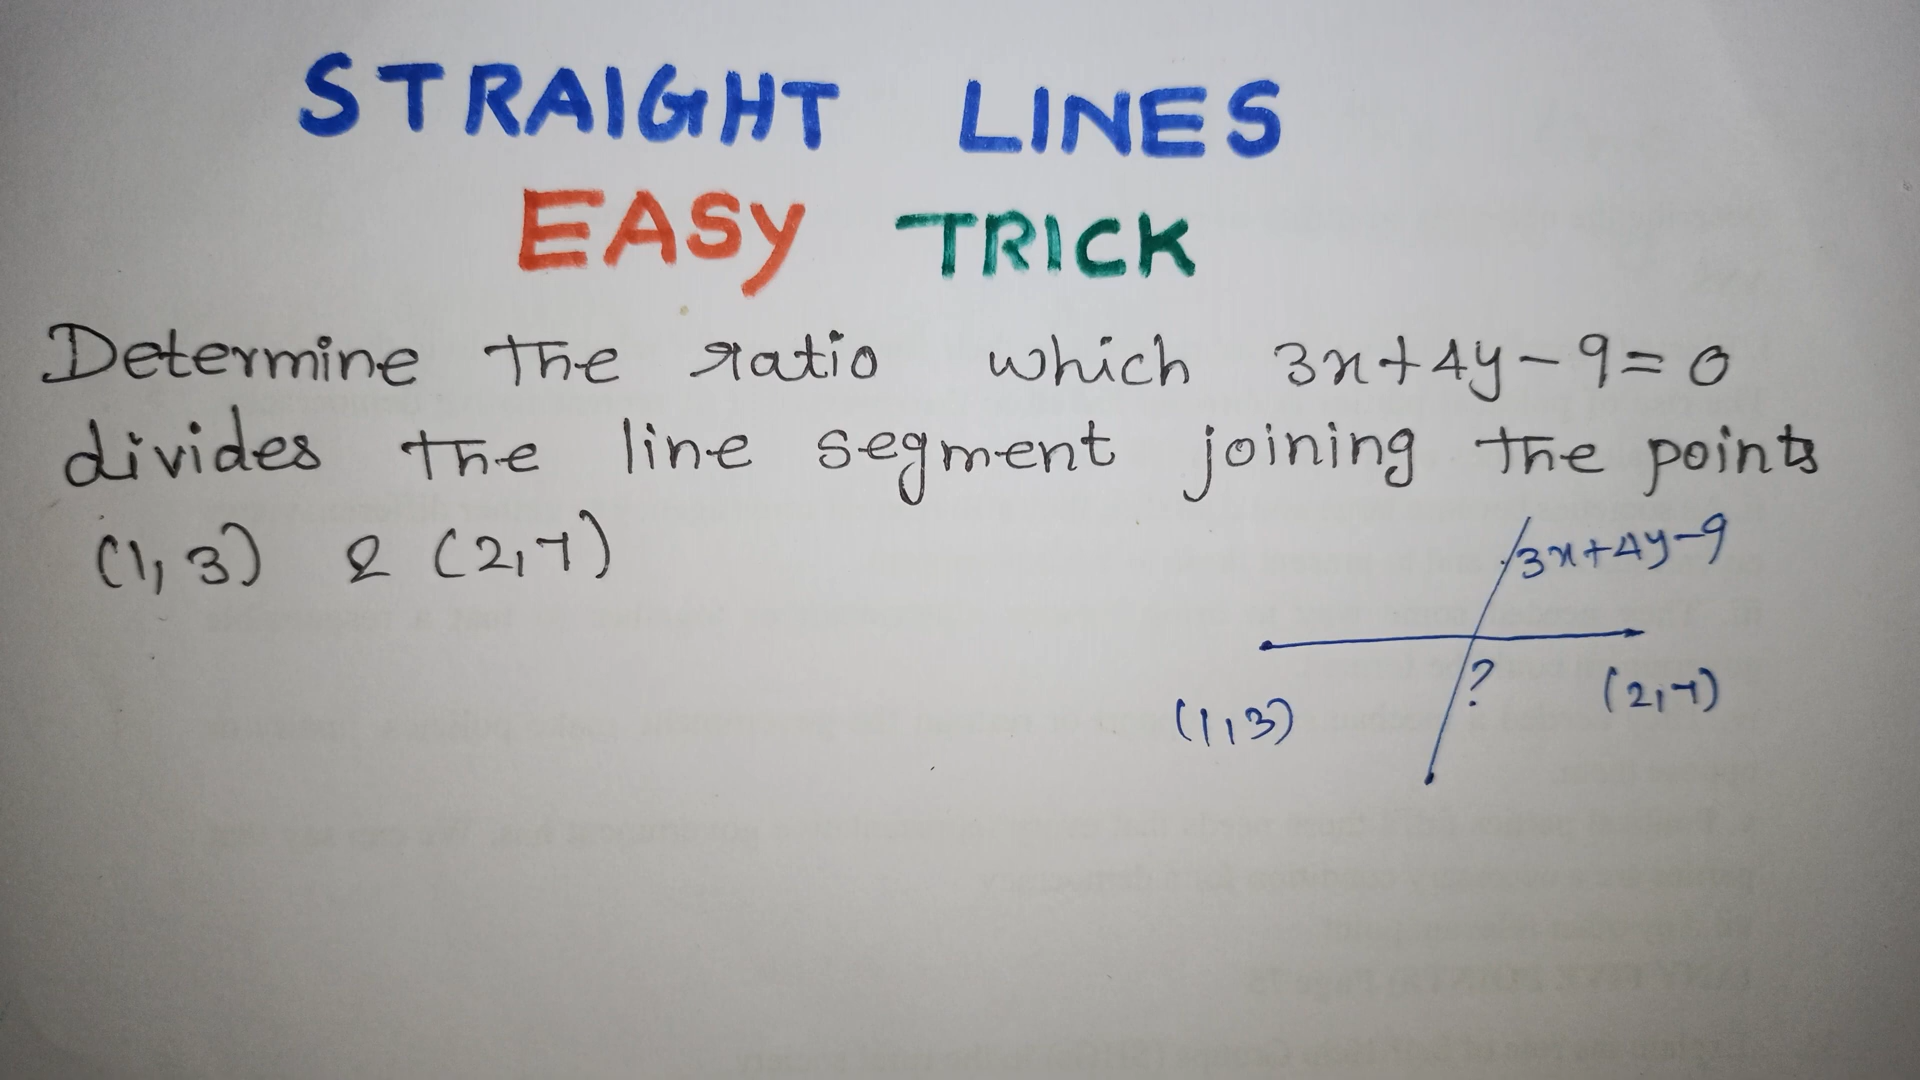 STRAIGHT LINES
EASY TRICK
Determine the ratio which 3x+4y-9=0
divides the line segment joining the points
(1,3) & (2,7)
3x+4y-9
?
(1,3)
(2,7)